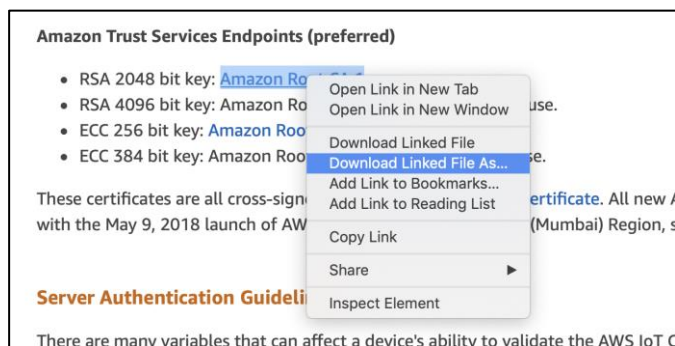 Amazon Trust Services Endpoints (preferred)
• RSA 2048 bit key: Amazon Root CA 1
• RSA 4096 bit key: Amazon Ro use.
• ECC 256 bit key: Amazon Roo
• ECC 384 bit key: Amazon Roo se.
These certificates are all cross-sign ertificate. All new A
with the May 9, 2018 launch of AW (Mumbai) Region, s
Server Authentication Guideli
There are many variables that can affect a device's ability to validate the AWS IoT C
Open Link in New Tab
Open Link in New Window
Download Linked File
Download Linked File As...
Add Link to Bookmarks...
Add Link to Reading List
Copy Link
Share
Inspect Element